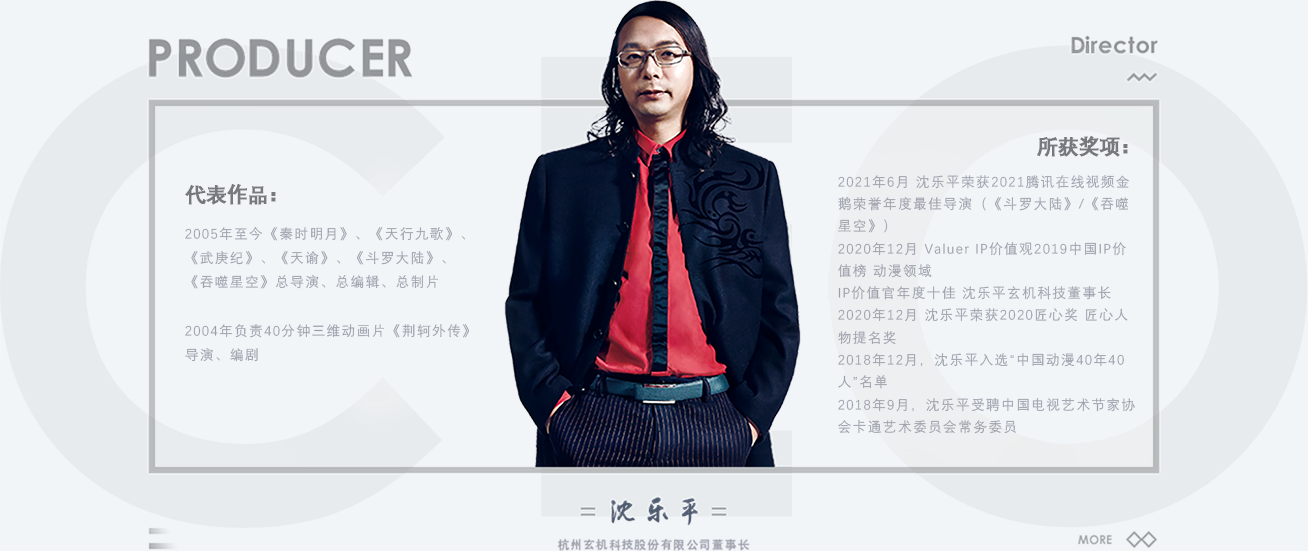 PRODUCER
Director
代表作品：
2005年至今《秦时明月》、《天行九歌》、
《武庚纪》、《天谕》、《斗罗大陆》、
《吞噬星空》总导演、总编辑、总制片
2004年负责40分钟三维动画片《荆轲外传》
导演、编剧
所获奖项：
2021年6月 沈乐平荣获2021腾讯在线视频金
鹅荣誉年度最佳导演（《斗罗大陆》/《吞噬
星空》）
2020年12月 Valuer IP价值观2019中国IP价
值榜 动漫领域
IP价值官年度十佳 沈乐平玄机科技董事长
2020年12月 沈乐平荣获2020匠心奖 匠心人
物提名奖
2018年12月，沈乐平入选“中国动漫40年40
人”名单
2018年9月，沈乐平受聘中国电视艺术节家协
会卡通艺术委员会常务委员
CEO
沈乐平
杭州玄机科技股份有限公司董事长
MORE